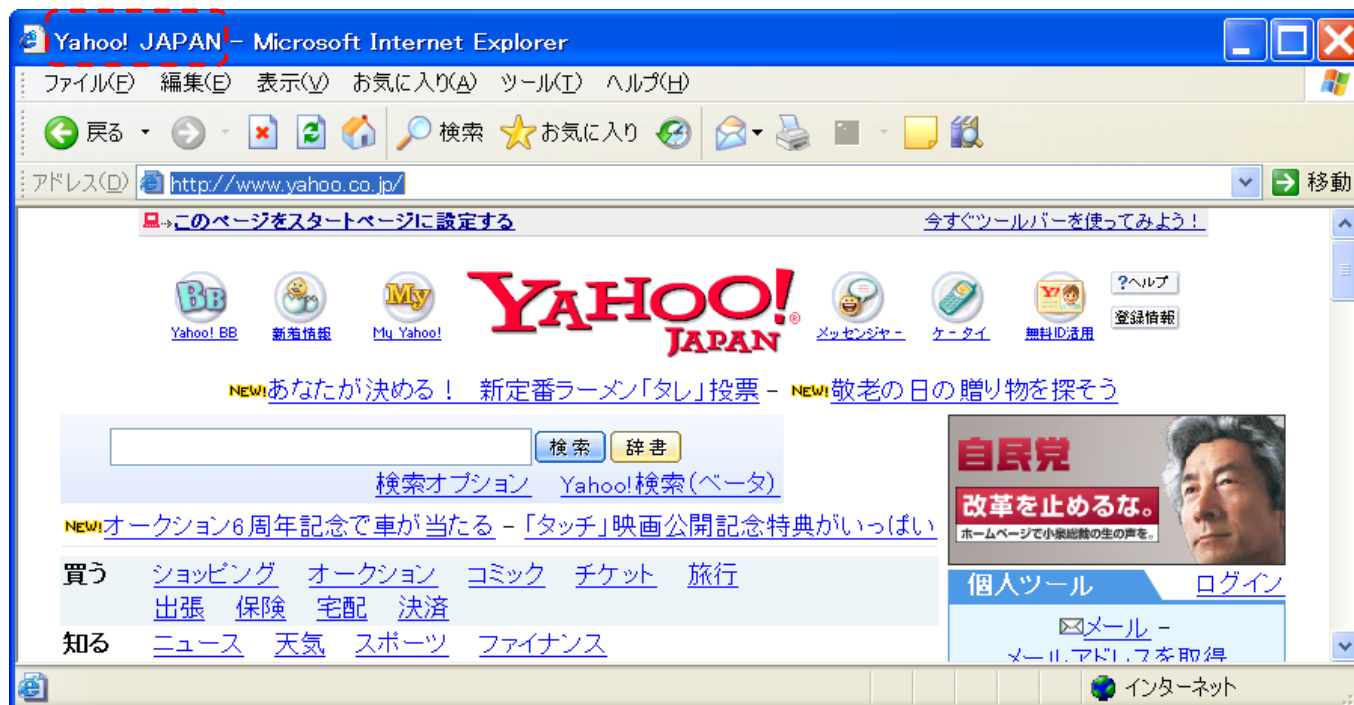 Yahoo! JAPAN - Microsoft Internet Explorer
ファイル(F) 編集(E) 表示(V) お気に入り(A) ツール(T) ヘルプ(H)
戻る 検索 お気に入り
アドレス(D) http://www.yahoo.co.jp/ 移動
→このページをスタートページに設定する 今すぐツールバーを使ってみよう！
BB My YAHOO! JAPAN ® Y! ?ヘルプ
Yahoo! BB 新着情報 My Yahoo! メッセンジャー ケータイ 無料ID活用 登録情報
NEW!あなたが決める！ 新定番ラーメン「タレ」投票 - NEW!敬老の日の贈り物を探そう
検索 辞書
検索オプション Yahoo!検索(ベータ)
NEW!オークション6周年記念で車が当たる - 「タッチ」映画公開記念特典がいっぱい
自民党
改革を止めるな。
ホームページで小泉総裁の生の声を。
買う ショッピング オークション コミック チケット 旅行
出張 保険 宅配 決済
知る ニュース 天気 スポーツ ファイナンス
個人ツール ログイン
メール -
メールアドレスを取得
インターネット